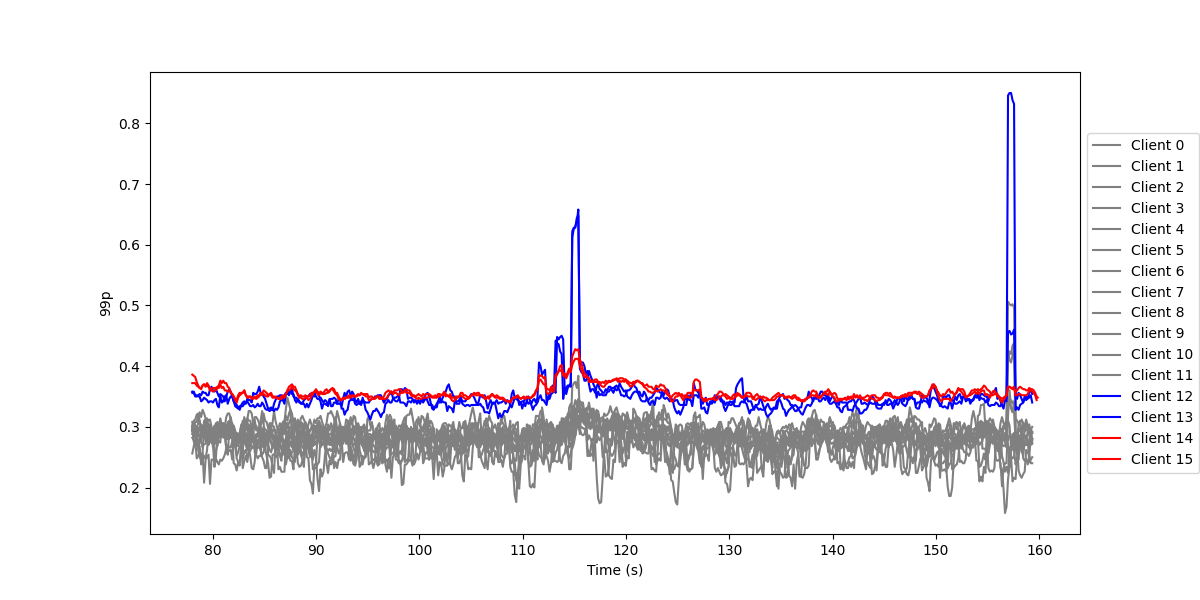 99p
0.8
0.7
0.6
0.5
0.4
0.3
0.2
80 90 100 110 120 130 140 150 160
Time (s)
Client 0
Client 1
Client 2
Client 3
Client 4
Client 5
Client 6
Client 7
Client 8
Client 9
Client 10
Client 11
Client 12
Client 13
Client 14
Client 15